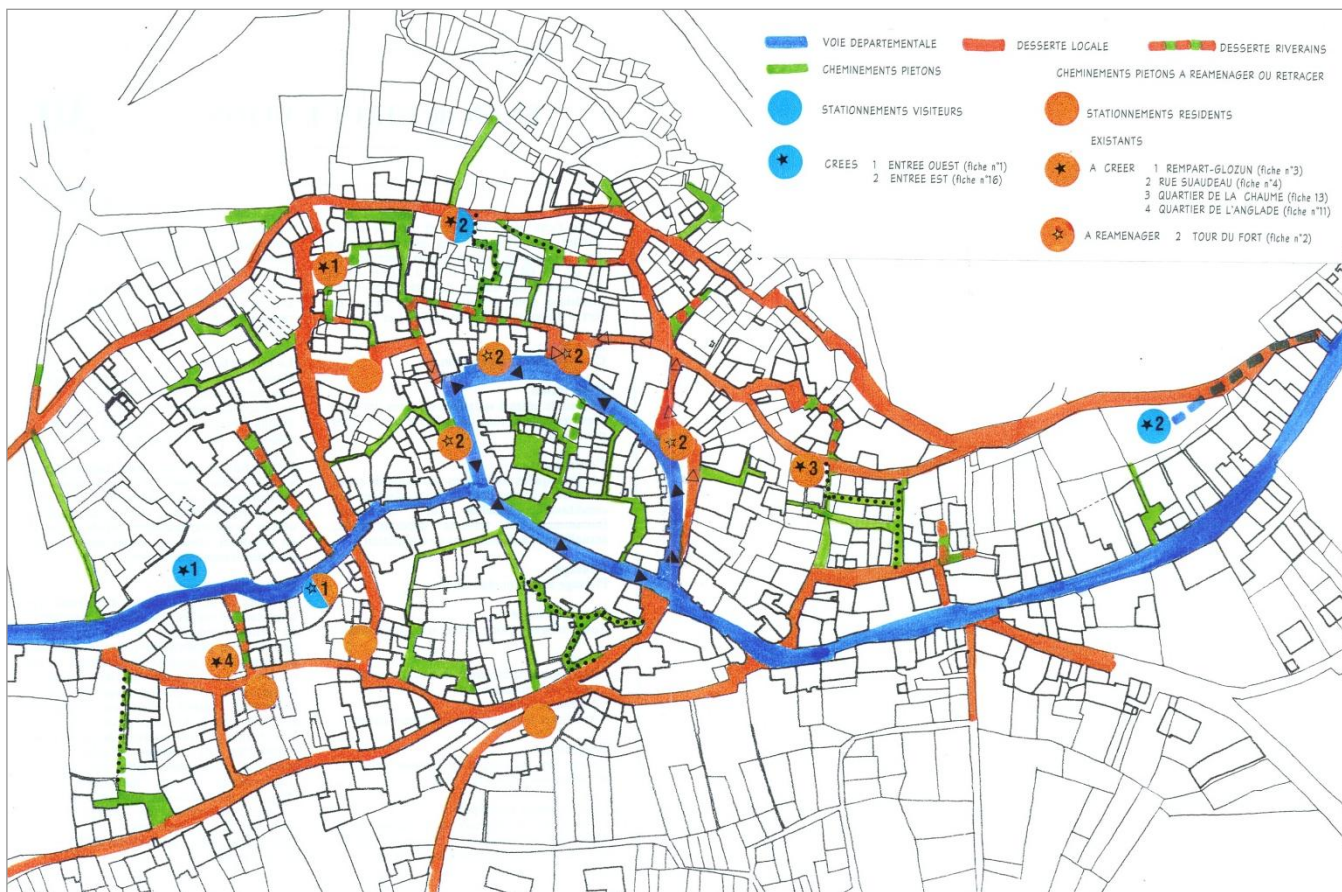 VOIE DEPARTEMENTALE
DESSERTE LOCALE
DESSERTE RIVERAINS
CHEMINEMENTS PIETONS
CHEMINEMENTS PIETONS A REAMENAGER OU RETRACER
STATIONNEMENTS VISITEURS
STATIONNEMENTS RESIDENTS
EXISTANTS
CREES 1 ENTREE OUEST (fiche n°1)
2 ENTREE EST (fiche n°16)
A CREER 1 REMPART-GLOZUN (fiche n°3)
2 RUE SUAUDEAU (fiche n°4)
3 QUARTIER DE LA CHAUME (fiche 13)
4 QUARTIER DE L'ANGLADE (fiche n°11)
A REAMENAGER 2 TOUR DU FORT (fiche n°2)
2
1
2
2
2
2
2
3
1
1
4